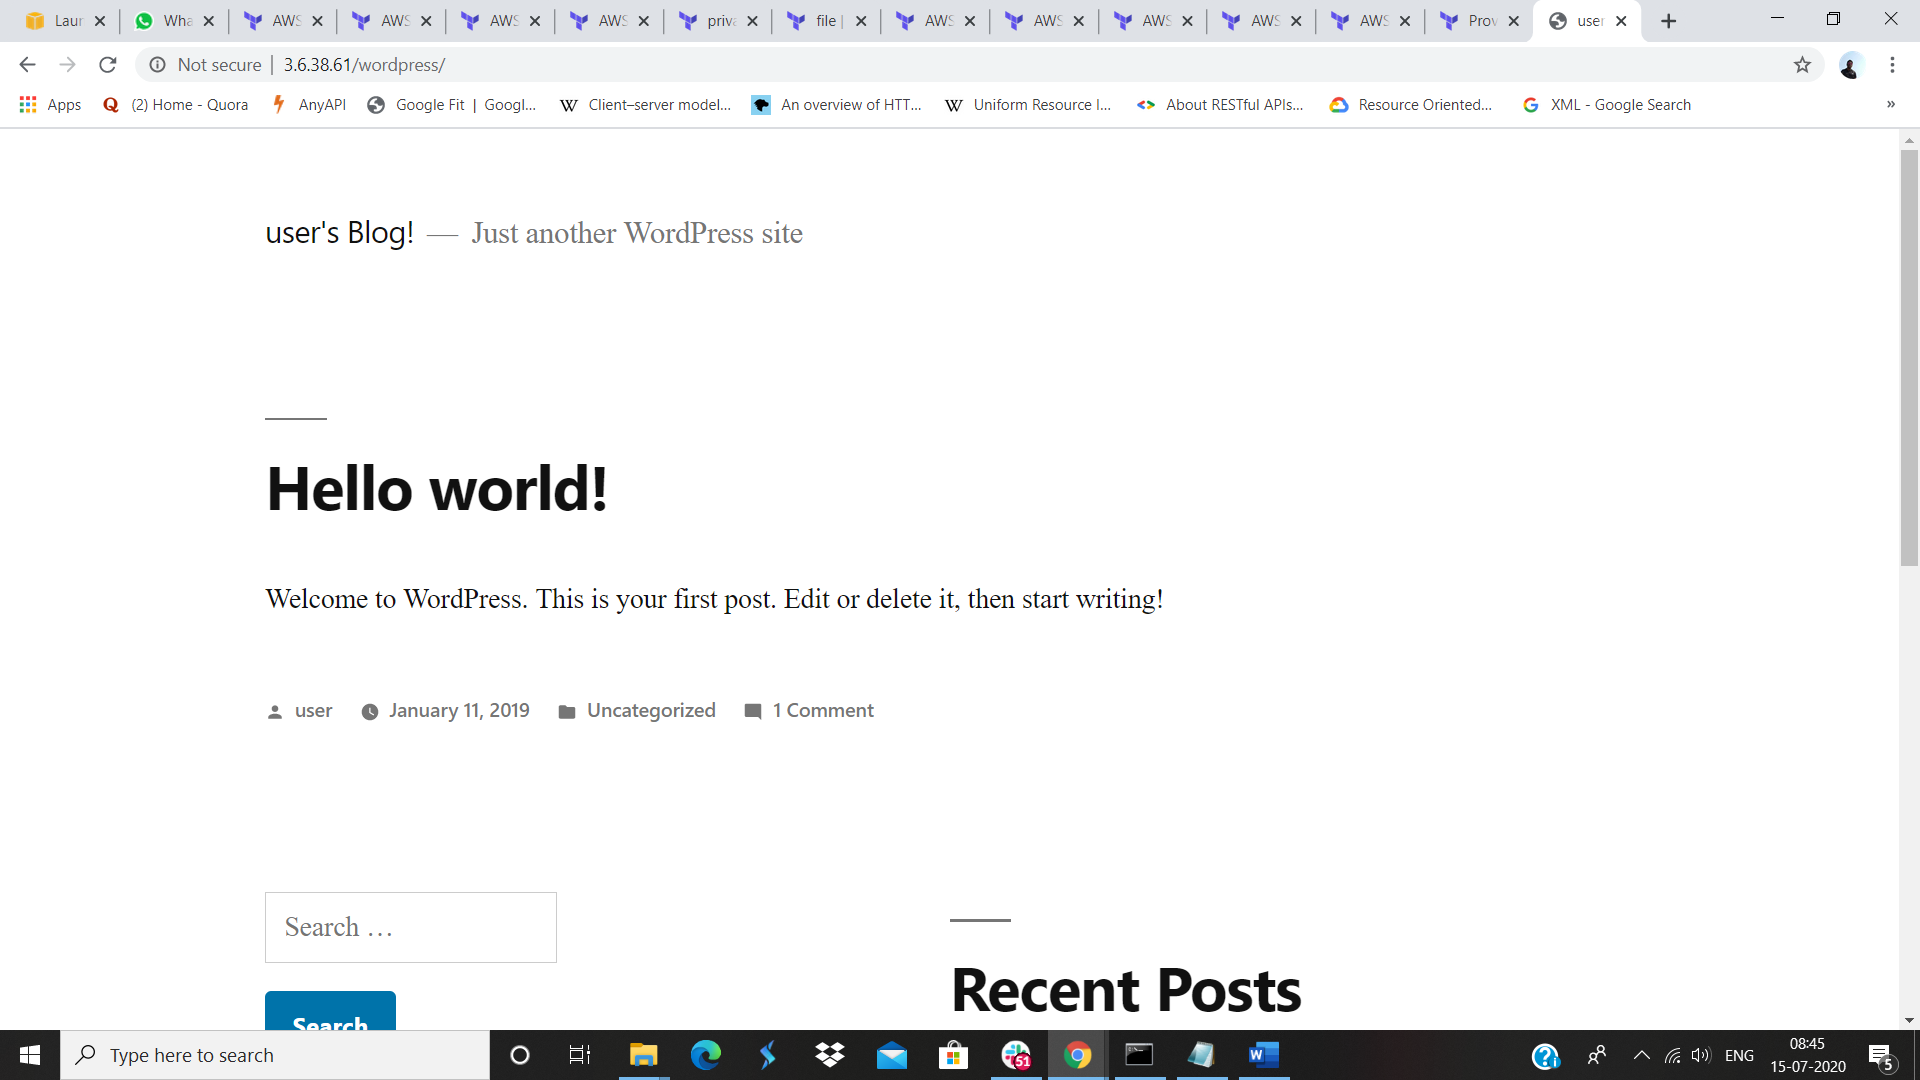 Laun
Wha
AWS
AWS
AWS
AWS
priva
file |
AWS
AWS
AWS
AWS
AWS
Prov
user
Not secure | 3.6.38.61/wordpress/
Apps
(2) Home - Quora
AnyAPI
Google Fit | Googl...
Client–server model...
An overview of HTT...
Uniform Resource I...
About RESTful APIs...
Resource Oriented...
XML - Google Search
»
user's Blog! — Just another WordPress site
Hello world!
Welcome to WordPress. This is your first post. Edit or delete it, then start writing!
user January 11, 2019 Uncategorized 1 Comment
Search …
Search
Recent Posts
Type here to search
51
W
ENG
08:45
15-07-2020
5